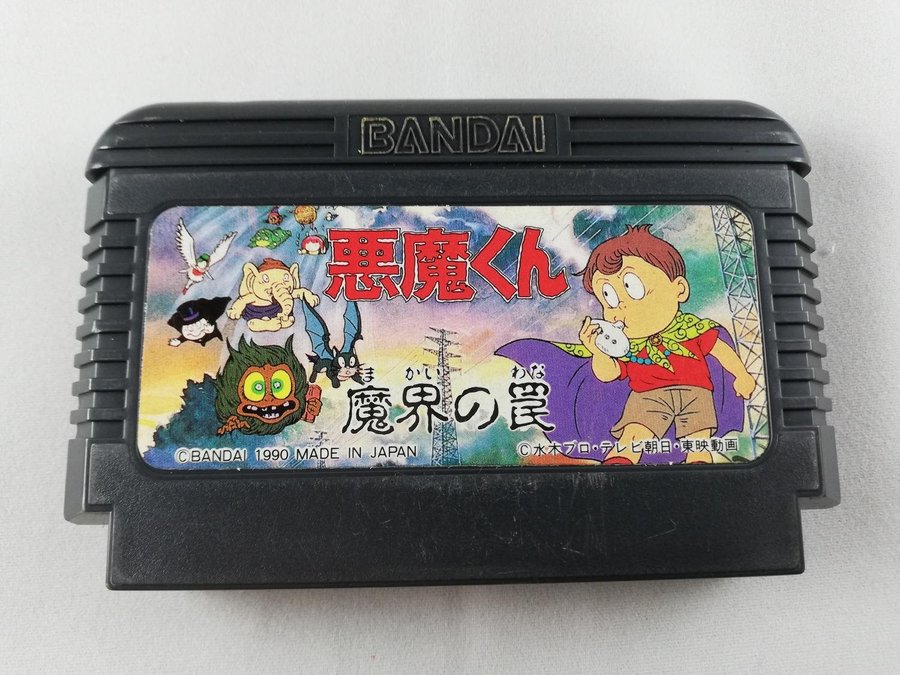 BANDAI
悪魔くん
ま かい わな
魔界の罠
©BANDAI 1990 MADE IN JAPAN
©水木プロ・テレビ朝日・東映動画